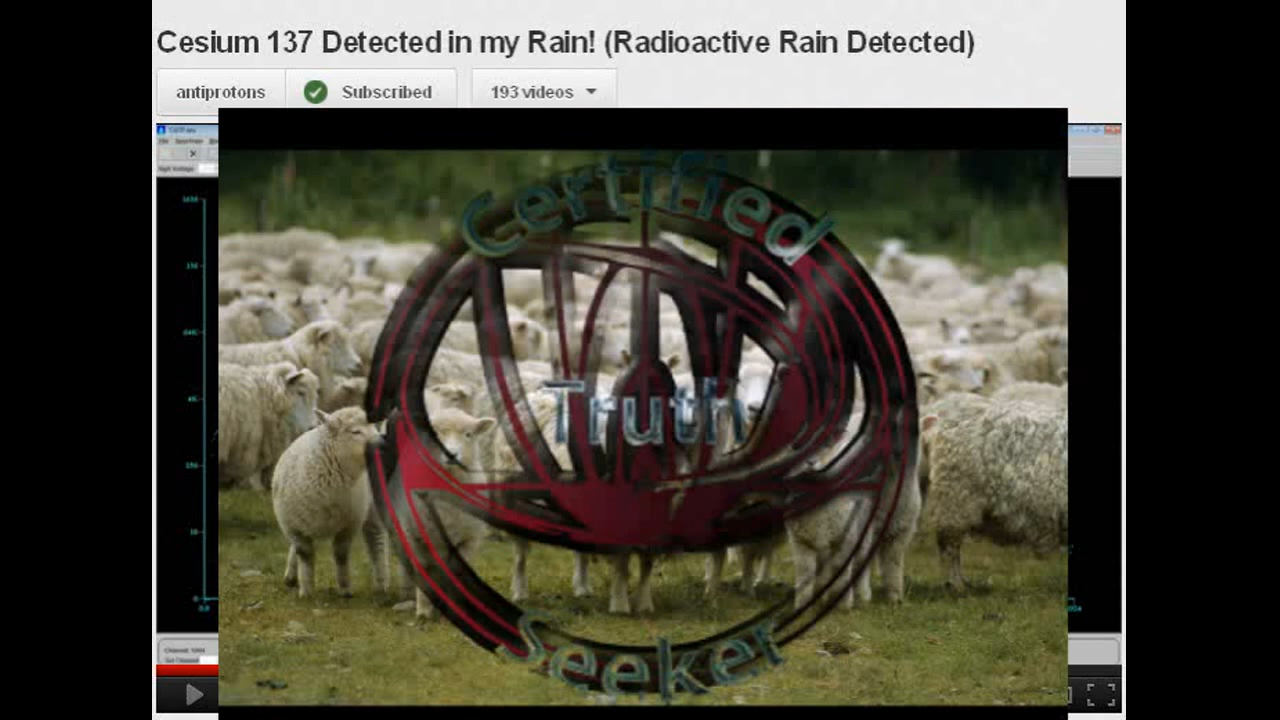 Cesium 137 Detected in my Rain! (Radioactive Rain Detected)
antiprotons Subscribed 193 videos
Certified
Truth
Seeker